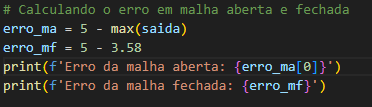 # Calculando o erro em malha aberta e fechada
erro_ma = 5 - max(saida)
erro_mf = 5 - 3.58
print(f'Erro da malha aberta: {erro_ma[0]}')
print(f'Erro da malha fechada: {erro_mf}')